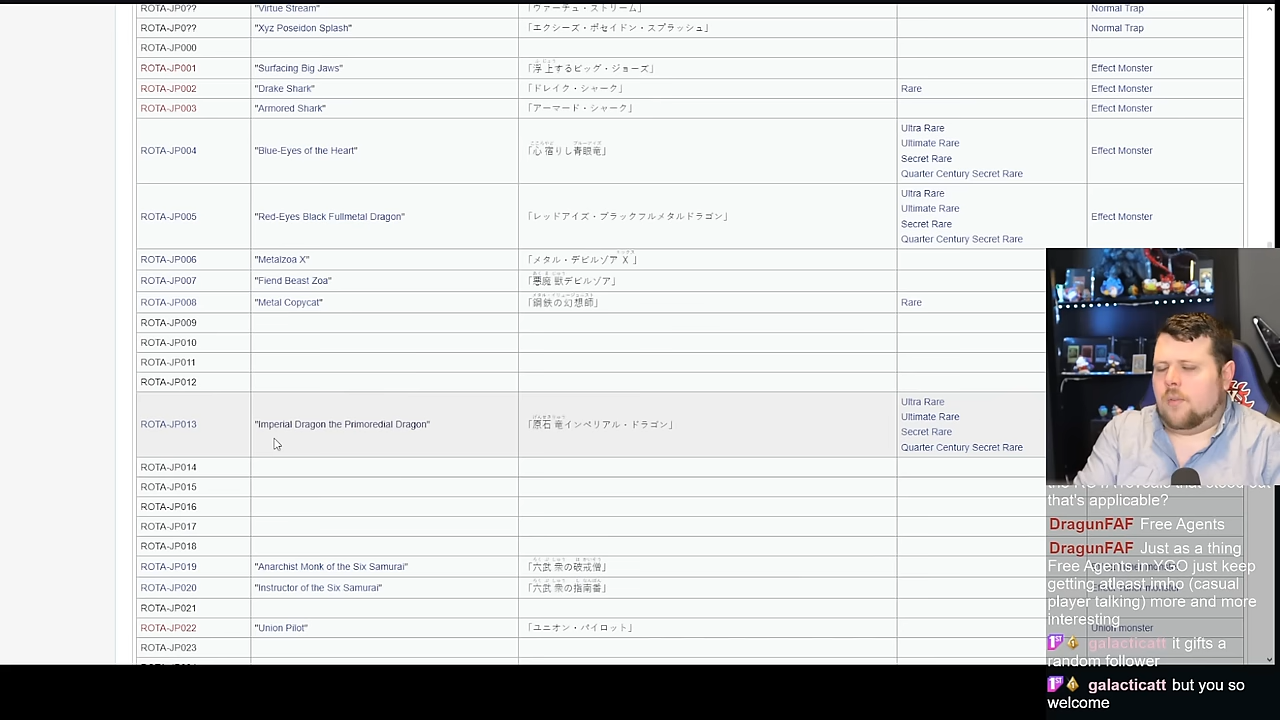 ROTA-JP0?? "Virtue Stream" 「ヴァーチュ・ストリーム」 Normal Trap
ROTA-JP0?? "Xyz Poseidon Splash" 「エクシーズ・ポセイドン・スプラッシュ」 Normal Trap
ROTA-JP000
ROTA-JP001 "Surfacing Big Jaws" 「浮上するビッグ・ジョーズ」 Effect Monster
ROTA-JP002 "Drake Shark" 「ドレイク・シャーク」 Rare Effect Monster
ROTA-JP003 "Armored Shark" 「アーマード・シャーク」 Effect Monster
Ultra Rare
ROTA-JP004 "Blue-Eyes of the Heart" 「心宿りし青眼竜」 Ultimate Rare Effect Monster
Secret Rare
Quarter Century Secret Rare
Ultra Rare
Ultimate Rare
ROTA-JP005 "Red-Eyes Black Fullmetal Dragon" 「レッドアイズ・ブラックフルメタルドラゴン」 Secret Rare Effect Monster
Quarter Century Secret Rare
ROTA-JP006 "Metalzoa X" 「メタル・デビルゾアX」
ROTA-JP007 "Fiend Beast Zoa" 「悪魔獣デビルゾア」
ROTA-JP008 "Metal Copycat" 「鋼鉄の幻想師」 Rare
ROTA-JP009
ROTA-JP010
ROTA-JP011
ROTA-JP012
Ultra Rare
Ultimate Rare
ROTA-JP013 "Imperial Dragon the Primoredial Dragon" 「原石竜インペリアル・ドラゴン」 Secret Rare
Quarter Century Secret Rare
ROTA-JP014
ROTA-JP015
ROTA-JP016
ROTA-JP017
ROTA-JP018
ROTA-JP019 "Anarchist Monk of the Six Samurai" 「六武衆の破戒僧」
ROTA-JP020 "Instructor of the Six Samurai" 「六武衆の指南番」
ROTA-JP021
ROTA-JP022 "Union Pilot" 「ユニオン・パイロット」 Union monster
ROTA-JP023
that's applicable?
DragunFAF Free Agents
DragunFAF Just as a thing
Free Agents in YGO just keep
getting atleast imho (casual
player talking) more and more
interesting
galacticatt it gifts a
random follower
galacticatt but you so
welcome